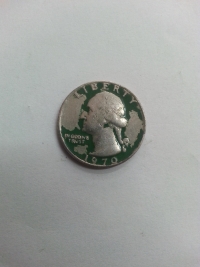 LIBERTY
IN GOD WE
TRUST
1970